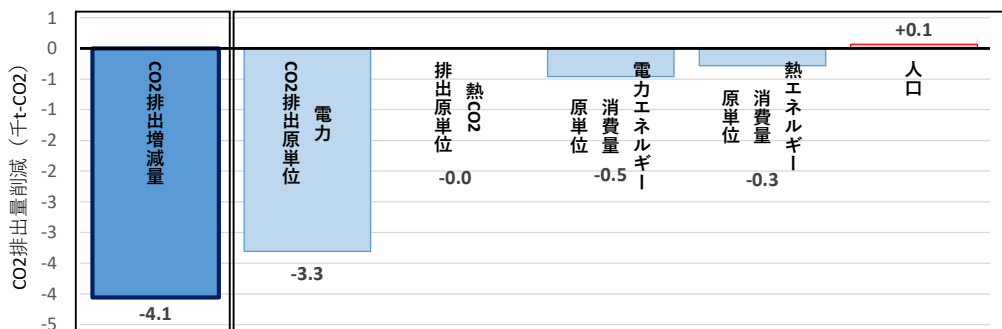 CO2排出量削減（千t-CO2）
1
0
-1
-1
-2
-2
-3
-3
-4
-4
-5
CO2排出増減量
-4.1
電力
CO2排出原単位
-3.3
熱CO2
排出原単位
-0.0
電力エネルギー
消費量
原単位
-0.5
熱エネルギー
消費量
原単位
-0.3
人口
+0.1